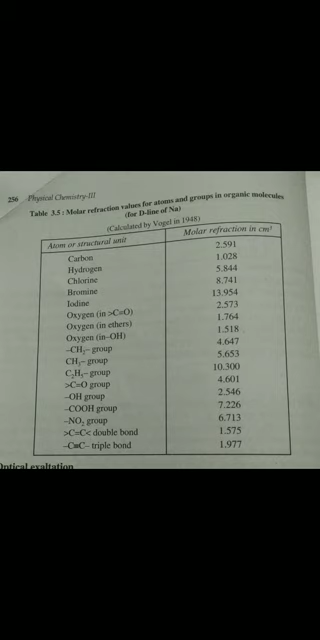 256 Physical Chemistry-III
Table 3.5 : Molar refraction values for atoms and groups in organic molecules
(for D-line of Na)
(Calculated by Vogel in 1948)
Atom or structural unit Molar refraction in cm³
Carbon 2.591
Hydrogen 1.028
Chlorine 5.844
Bromine 8.741
Iodine 13.954
Oxygen (in >C=O) 2.573
Oxygen (in ethers) 1.764
Oxygen (in–OH) 1.518
–CH₂– group 4.647
CH₃– group 5.653
C₂H₅– group 10.300
>C=O group 4.601
–OH group 2.546
–COOH group 7.226
–NO₂ group 6.713
>C=C< double bond 1.575
–C≡C– triple bond 1.977
Optical exaltation